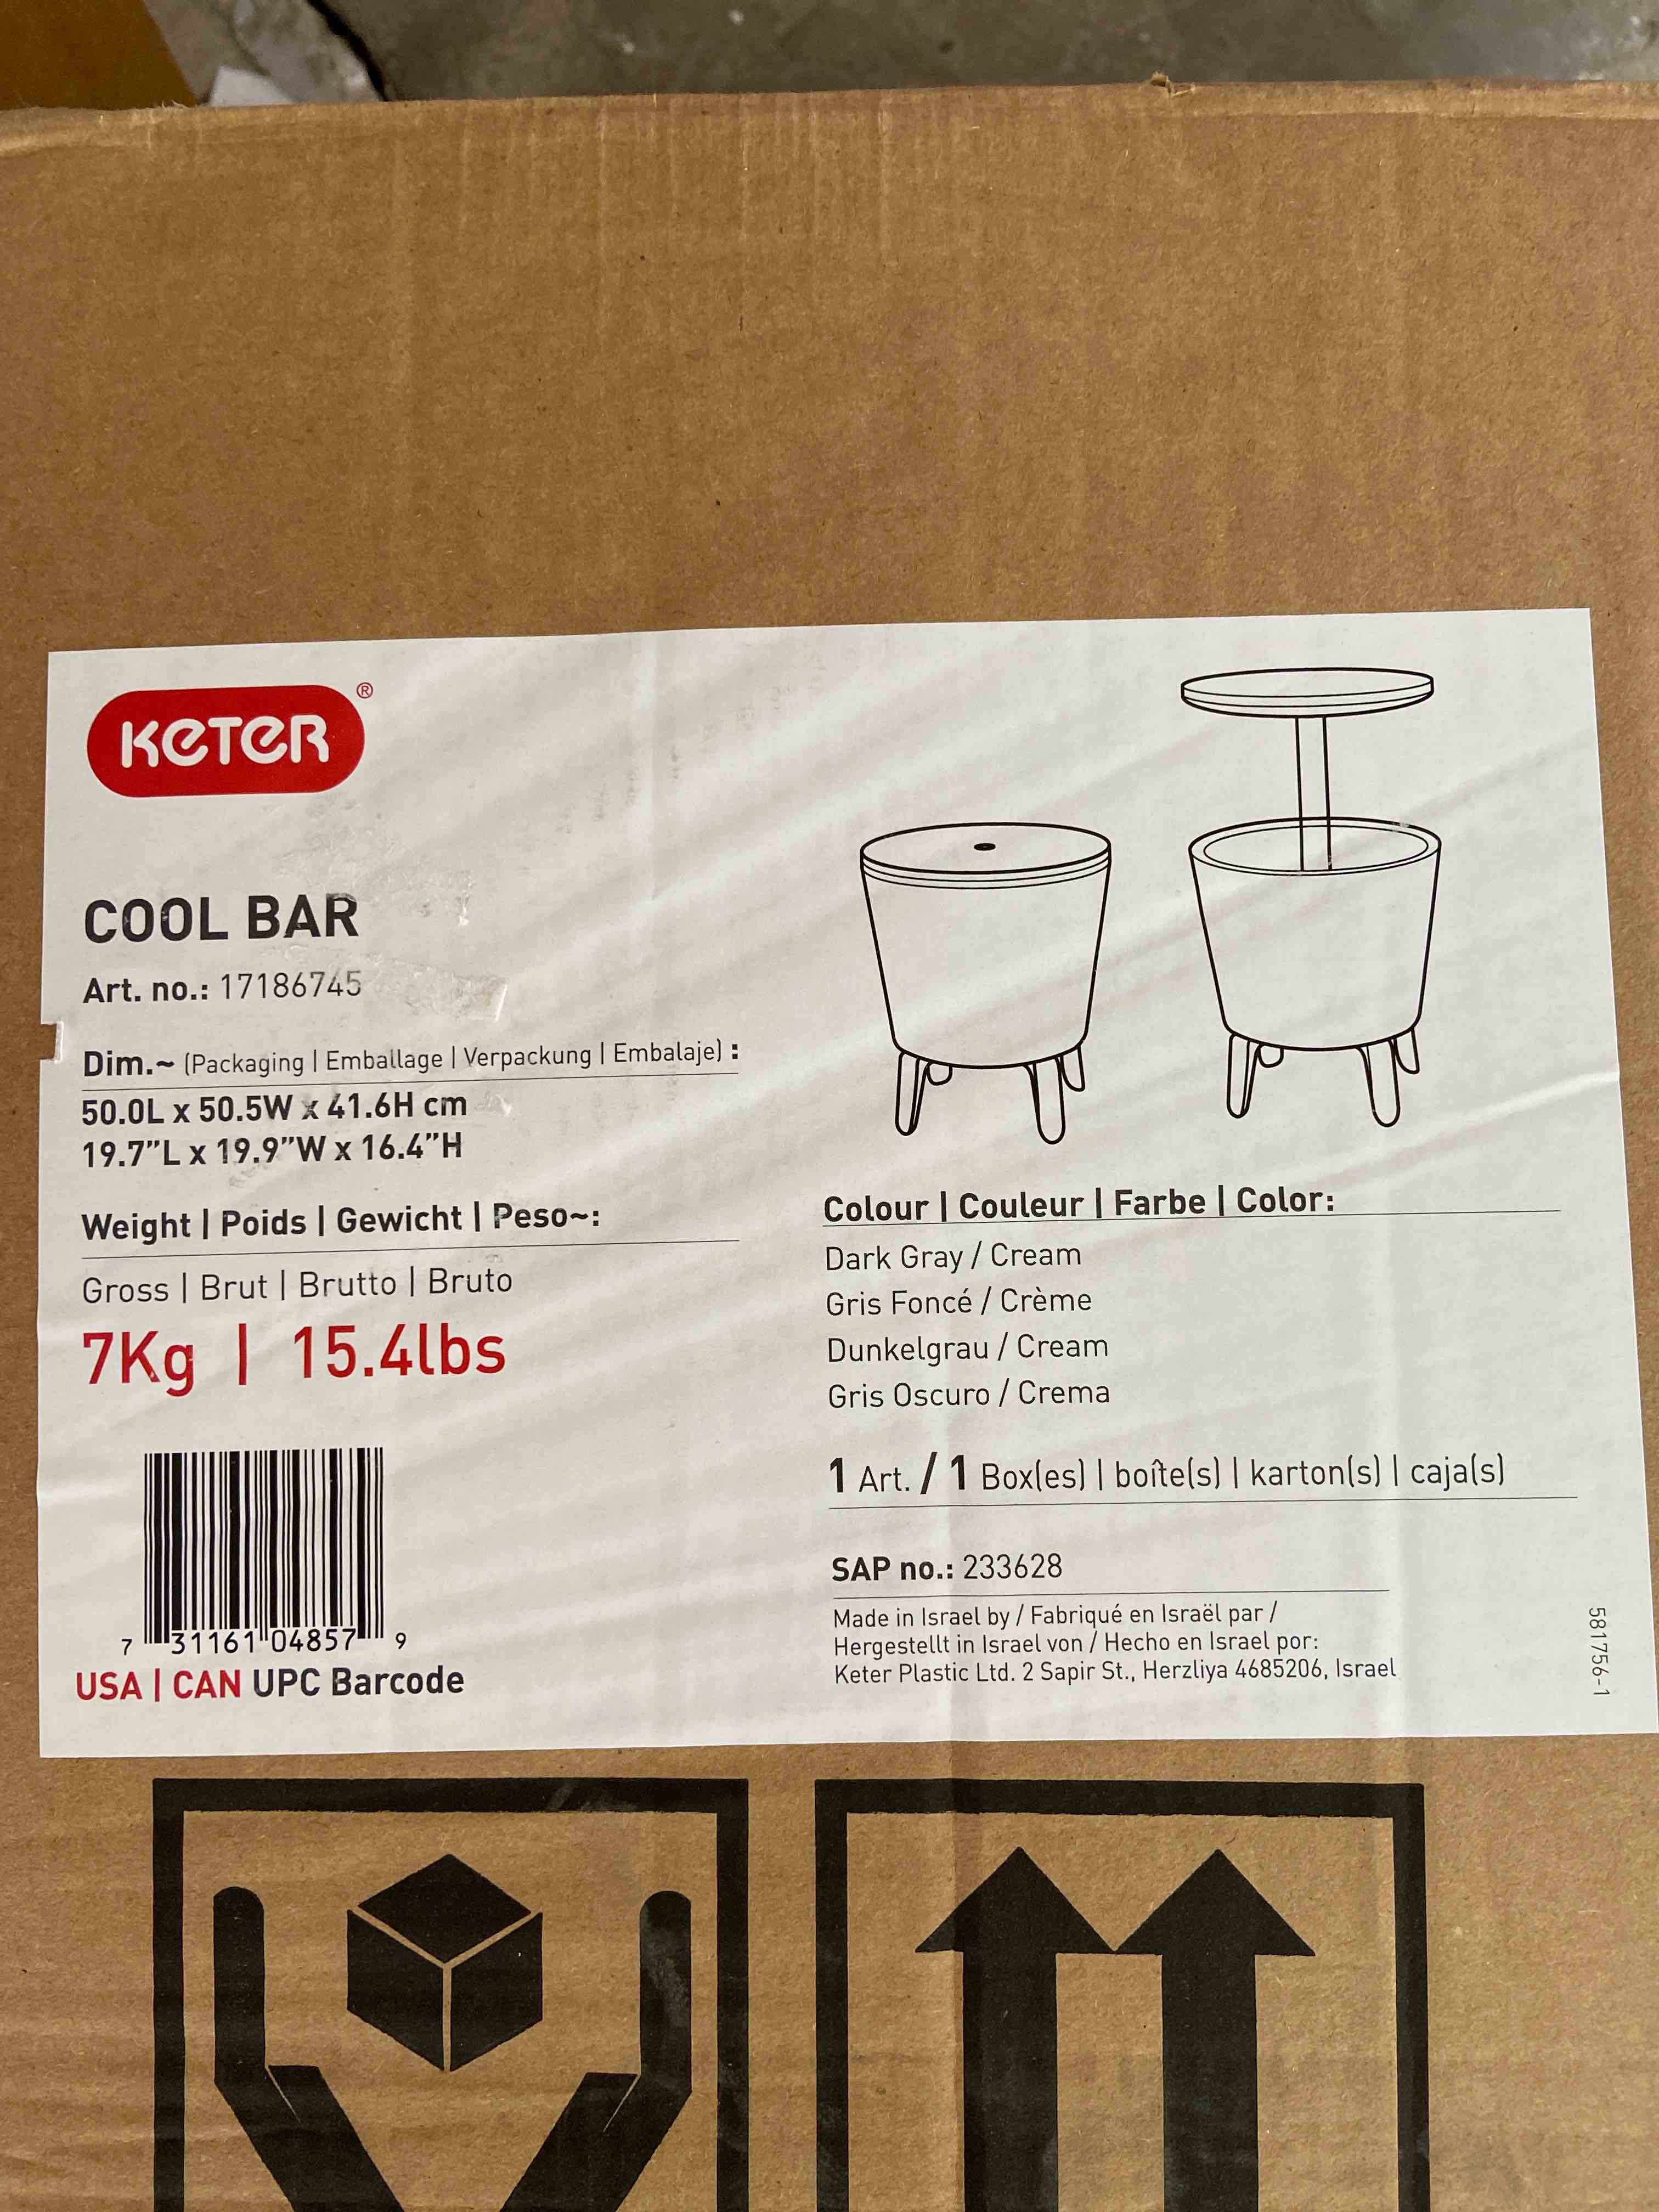 KETER®
COOL BAR
Art. no.: 17186745
Dim.~ (Packaging | Emballage | Verpackung | Embalaje) :
50.0L x 50.5W x 41.6H cm
19.7”L x 19.9”W x 16.4”H
Weight | Poids | Gewicht | Peso~:
Gross | Brut | Brutto | Bruto
7Kg | 15.4lbs
7 31161 04857 9
USA | CAN UPC Barcode
Colour | Couleur | Farbe | Color:
Dark Gray / Cream
Gris Foncé / Crème
Dunkelgrau / Cream
Gris Oscuro / Crema
1 Art. / 1 Box(es) | boîte(s) | karton(s) | caja(s)
SAP no.: 233628
Made in Israel by / Fabriqué en Israël par /
Hergestellt in Israel von / Hecho en Israel por:
Keter Plastic Ltd. 2 Sapir St., Herzliya 4685206, Israel
581756-1